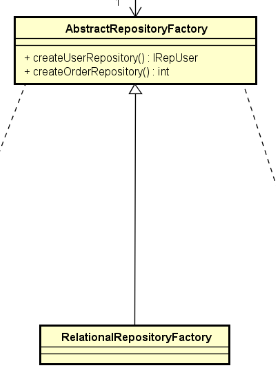 AbstractRepositoryFactory
+ createUserRepository() : IRepUser
+ createOrderRepository() : int
RelationalRepositoryFactory